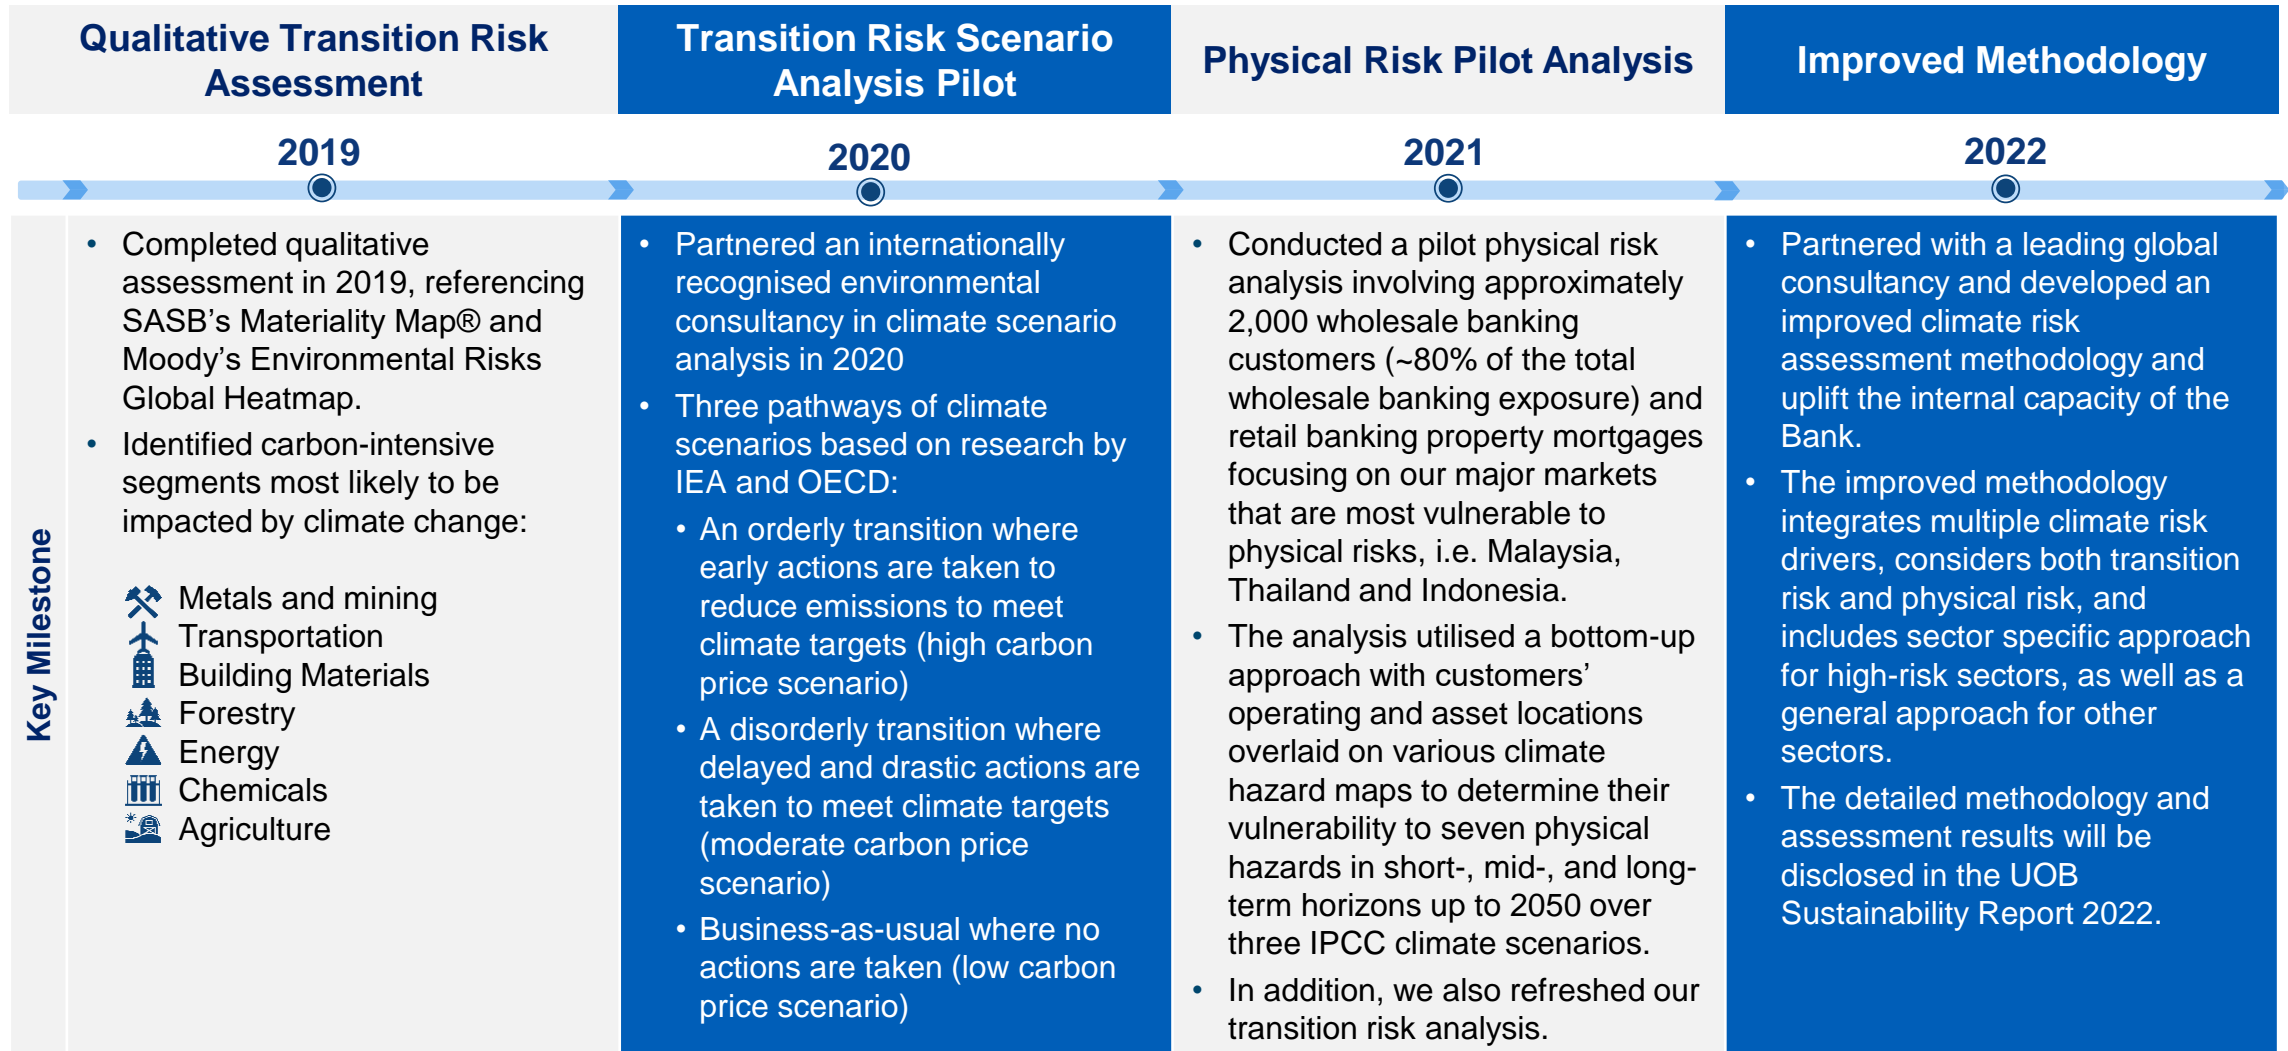 Qualitative Transition Risk
Assessment
Transition Risk Scenario
Analysis Pilot
Physical Risk Pilot Analysis
Improved Methodology
2019
2020
2021
2022
Key Milestone
• Completed qualitative
assessment in 2019, referencing
SASB’s Materiality Map® and
Moody’s Environmental Risks
Global Heatmap.
• Identified carbon-intensive
segments most likely to be
impacted by climate change:
Metals and mining
Transportation
Building Materials
Forestry
Energy
Chemicals
Agriculture
• Partnered an internationally
recognised environmental
consultancy in climate scenario
analysis in 2020
• Three pathways of climate
scenarios based on research by
IEA and OECD:
• An orderly transition where
early actions are taken to
reduce emissions to meet
climate targets (high carbon
price scenario)
• A disorderly transition where
delayed and drastic actions are
taken to meet climate targets
(moderate carbon price
scenario)
• Business-as-usual where no
actions are taken (low carbon
price scenario)
• Conducted a pilot physical risk
analysis involving approximately
2,000 wholesale banking
customers (~80% of the total
wholesale banking exposure) and
retail banking property mortgages
focusing on our major markets
that are most vulnerable to
physical risks, i.e. Malaysia,
Thailand and Indonesia.
• The analysis utilised a bottom-up
approach with customers’
operating and asset locations
overlaid on various climate
hazard maps to determine their
vulnerability to seven physical
hazards in short-, mid-, and long-
term horizons up to 2050 over
three IPCC climate scenarios.
• In addition, we also refreshed our
transition risk analysis.
• Partnered with a leading global
consultancy and developed an
improved climate risk
assessment methodology and
uplift the internal capacity of the
Bank.
• The improved methodology
integrates multiple climate risk
drivers, considers both transition
risk and physical risk, and
includes sector specific approach
for high-risk sectors, as well as a
general approach for other
sectors.
• The detailed methodology and
assessment results will be
disclosed in the UOB
Sustainability Report 2022.